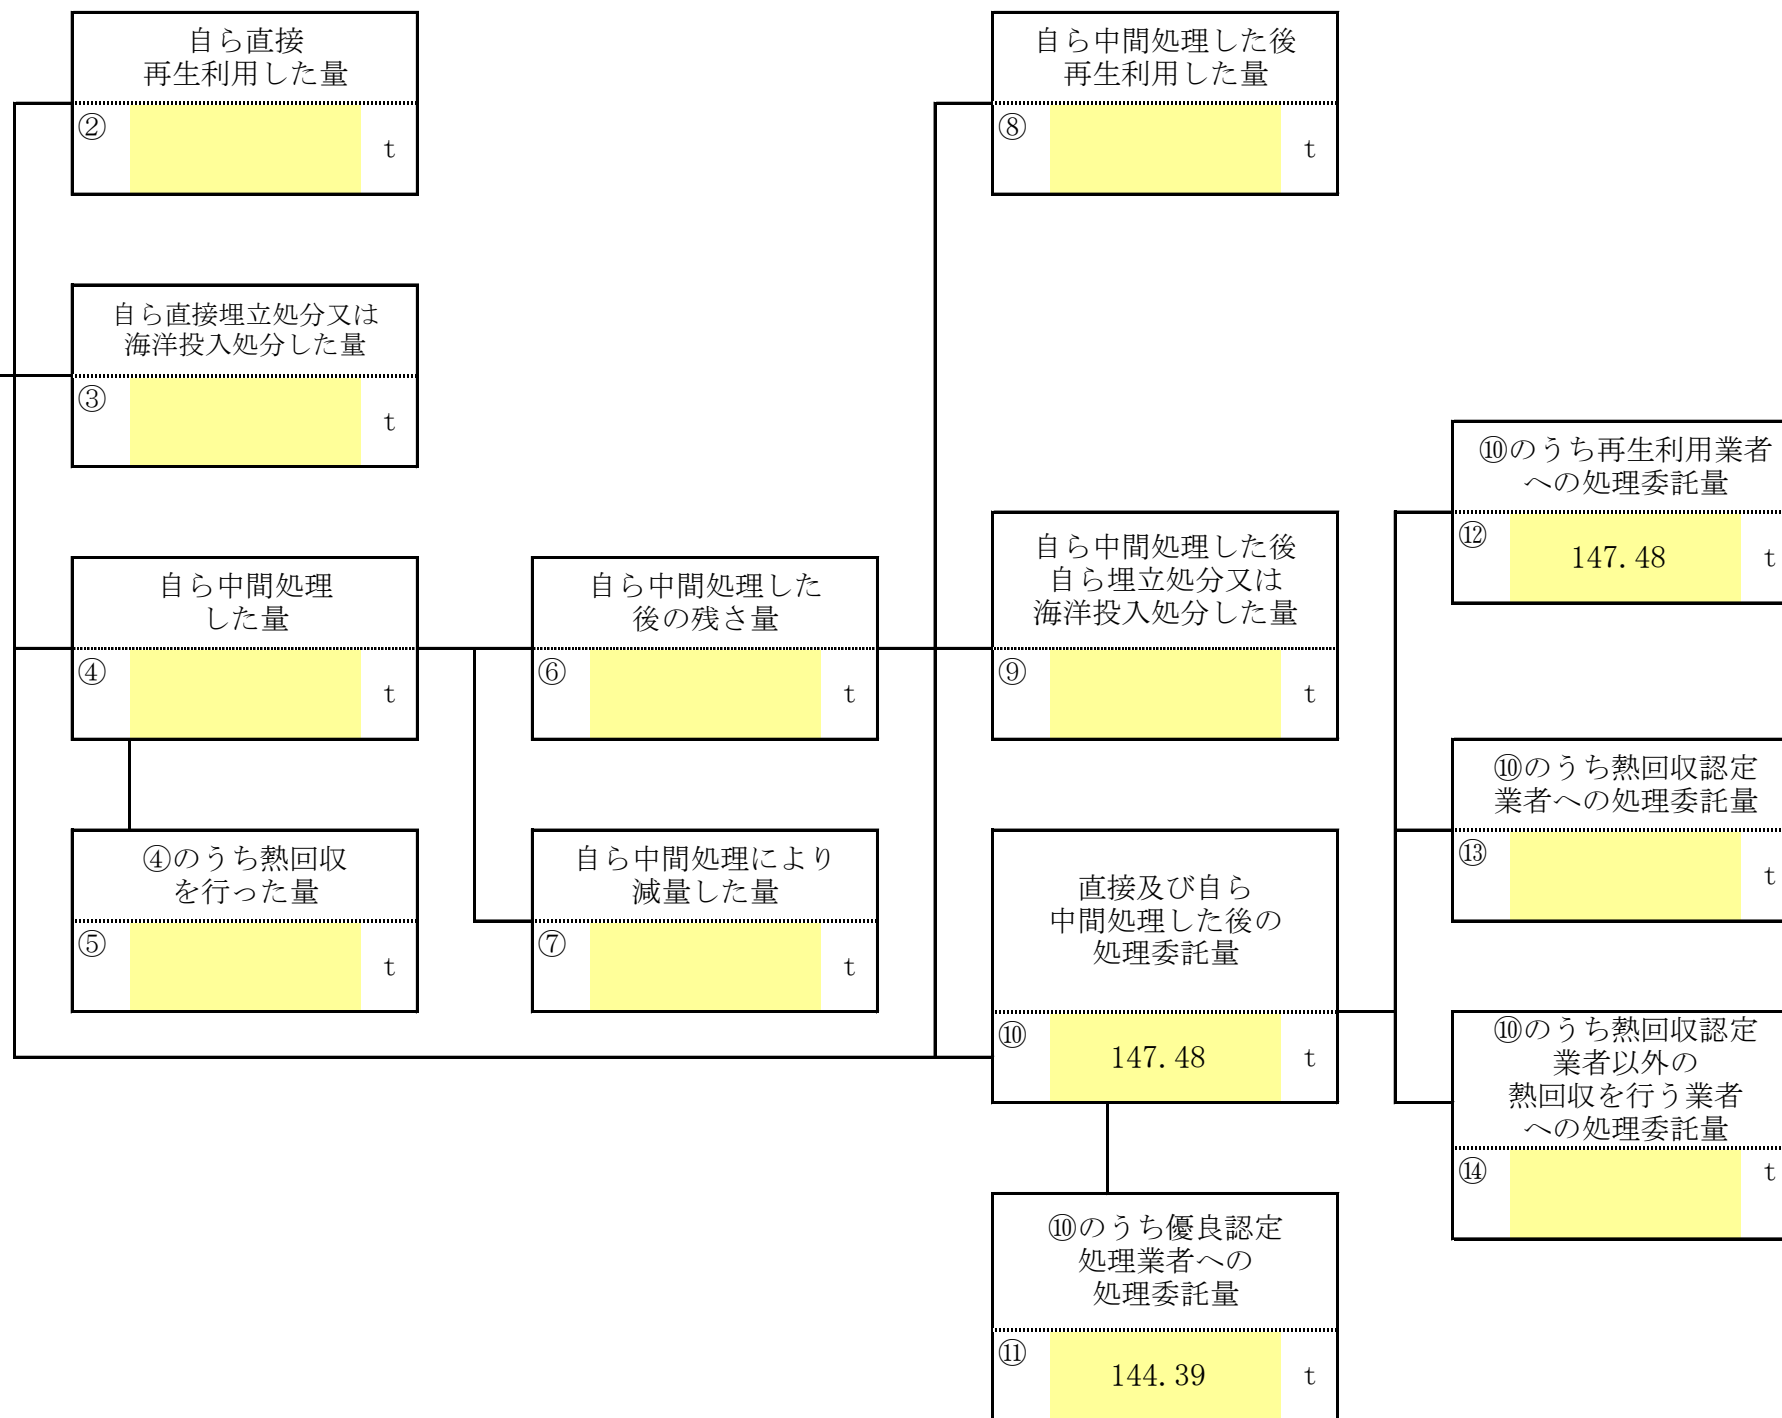 自ら直接
再生利用した量
②
t
自ら中間処理した後
再生利用した量
⑧
t
自ら直接埋立処分又は
海洋投入処分した量
③
t
⑩のうち再生利用業者
への処理委託量
⑫
147.48
t
自ら中間処理
した量
④
t
自ら中間処理した
後の残さ量
⑥
t
自ら中間処理した後
自ら埋立処分又は
海洋投入処分した量
⑨
t
⑩のうち熱回収認定
業者への処理委託量
⑬
t
④のうち熱回収
を行った量
⑤
t
自ら中間処理により
減量した量
⑦
t
直接及び自ら
中間処理した後の
処理委託量
⑩
147.48
t
⑩のうち熱回収認定
業者以外の
熱回収を行う業者
への処理委託量
⑭
t
⑩のうち優良認定
処理業者への
処理委託量
⑪
144.39
t